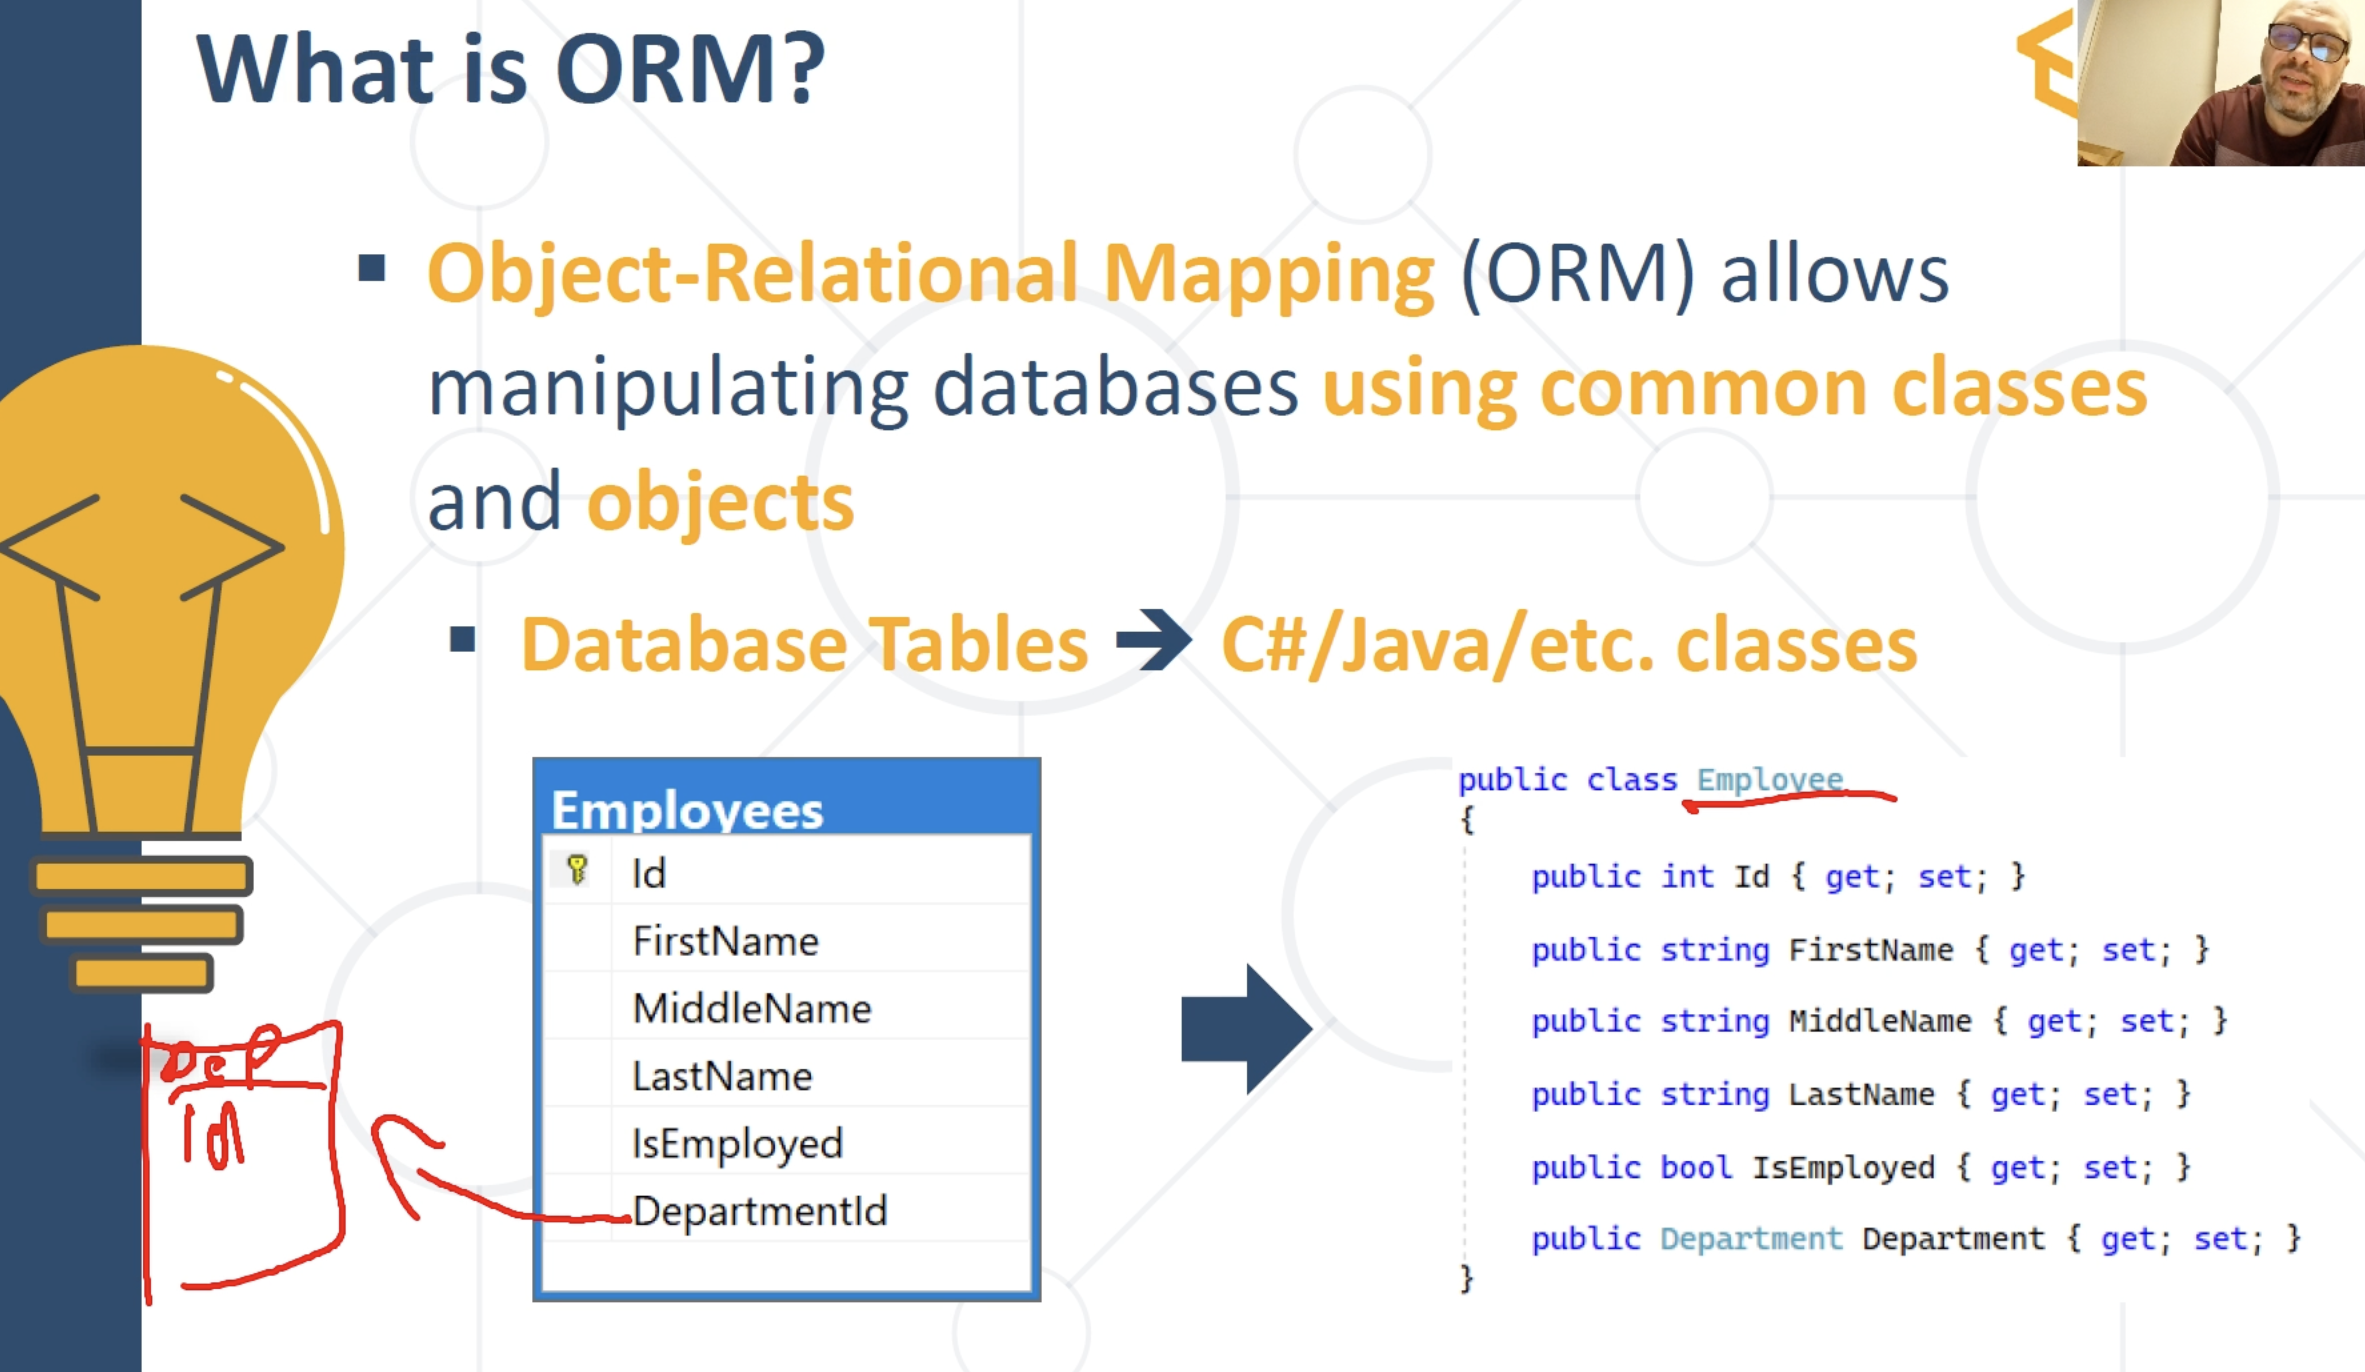 What is ORM?
▪ Object-Relational Mapping (ORM) allows
manipulating databases using common classes
and objects
▪ Database Tables → C#/Java/etc. classes
Employees
Id
FirstName
MiddleName
LastName
IsEmployed
DepartmentId
public class Employee
{
public int Id { get; set; }
public string FirstName { get; set; }
public string MiddleName { get; set; }
public string LastName { get; set; }
public bool IsEmployed { get; set; }
public Department Department { get; set; }
}
Dep
id